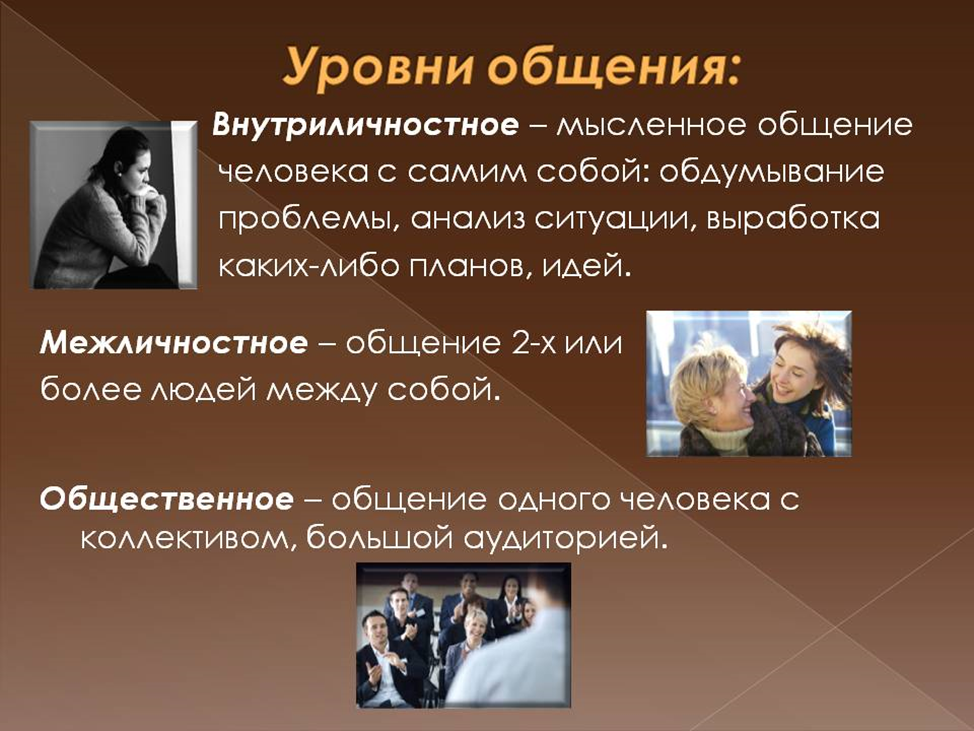 Уровни общения:
Внутриличностное – мысленное общение
человека с самим собой: обдумывание
проблемы, анализ ситуации, выработка
каких-либо планов, идей.
Межличностное – общение 2-х или
более людей между собой.
Общественное – общение одного человека с
коллективом, большой аудиторией.